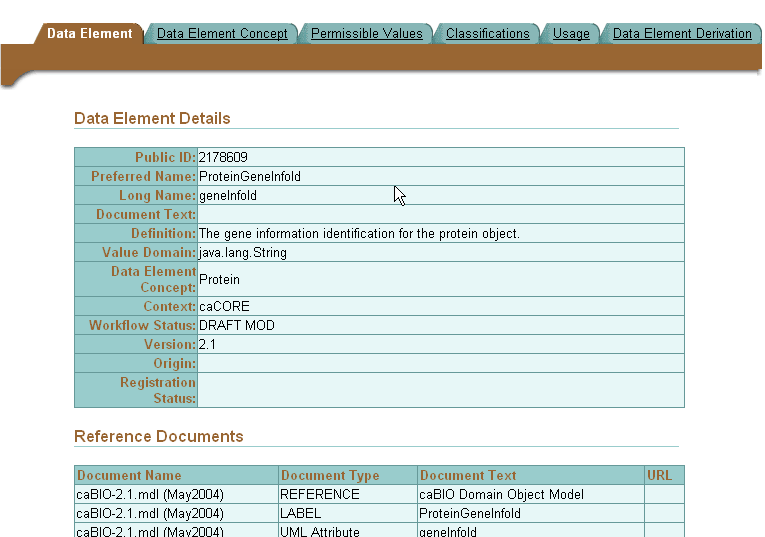 Data Element Data Element Concept Permissible Values Classifications Usage Data Element Derivation
Data Element Details
Public ID: 2178609
Preferred Name: ProteinGeneInfoId
Long Name: geneInfoId
Document Text:
Definition: The gene information identification for the protein object.
Value Domain: java.lang.String
Data Element
Concept: Protein
Context: caCORE
Workflow Status: DRAFT MOD
Version: 2.1
Origin:
Registration
Status:
Reference Documents
Document Name Document Type Document Text URL
caBIO-2.1.mdl (May2004) REFERENCE caBIO Domain Object Model
caBIO-2.1.mdl (May2004) LABEL ProteinGeneInfoId
caBIO-2.1.mdl (May2004) UML Attribute geneInfoId